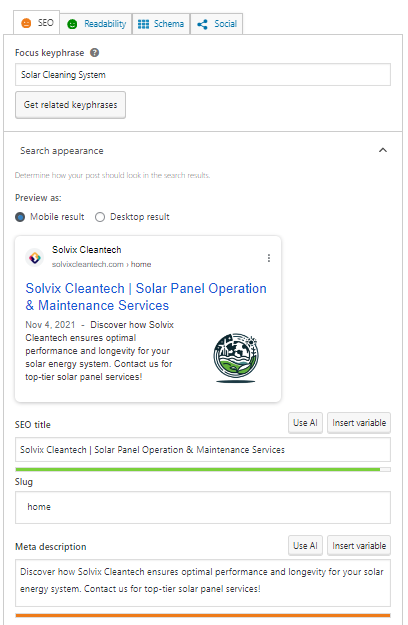 SEO
Readability
Schema
Social
Focus keyphrase ?
Solar Cleaning System
Get related keyphrases
Search appearance
Determine how your post should look in the search results.
Preview as:
Mobile result
Desktop result
Solvix Cleantech
solvixcleantech.com › home
Solvix Cleantech | Solar Panel Operation
& Maintenance Services
Nov 4, 2021 - Discover how Solvix
Cleantech ensures optimal
performance and longevity for your
solar energy system. Contact us for
top-tier solar panel services!
SEO title
Use AI
Insert variable
Solvix Cleantech | Solar Panel Operation & Maintenance Services
Slug
home
Meta description
Use AI
Insert variable
Discover how Solvix Cleantech ensures optimal performance and longevity for your solar
energy system. Contact us for top-tier solar panel services!